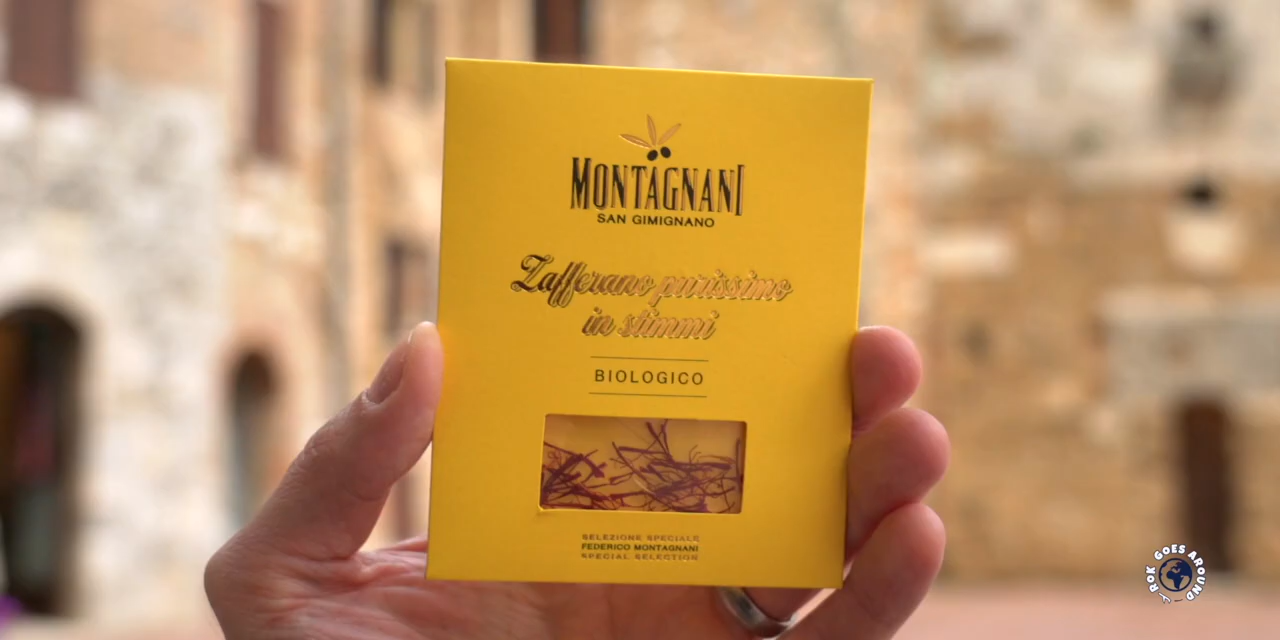 MONTAGNANI
SAN GIMIGNANO
Zafferano purissimo
in stimmi
BIOLOGICO
SELEZIONE SPECIALE
FEDERICO MONTAGNANI
SPECIAL SELECTION
ROK GOES AROUND